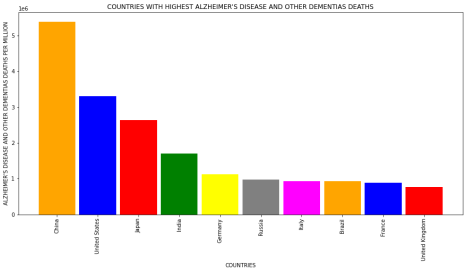 COUNTRIES WITH HIGHEST ALZHEIMER'S DISEASE AND OTHER DEMENTIAS DEATHS
1e6
5
4
3
2
1
0
ALZHEIMER'S DISEASE AND OTHER DEMENTIAS DEATHS PER MILLION
China
United States
Japan
India
Germany
Russia
Italy
Brazil
France
United Kingdom
COUNTRIES